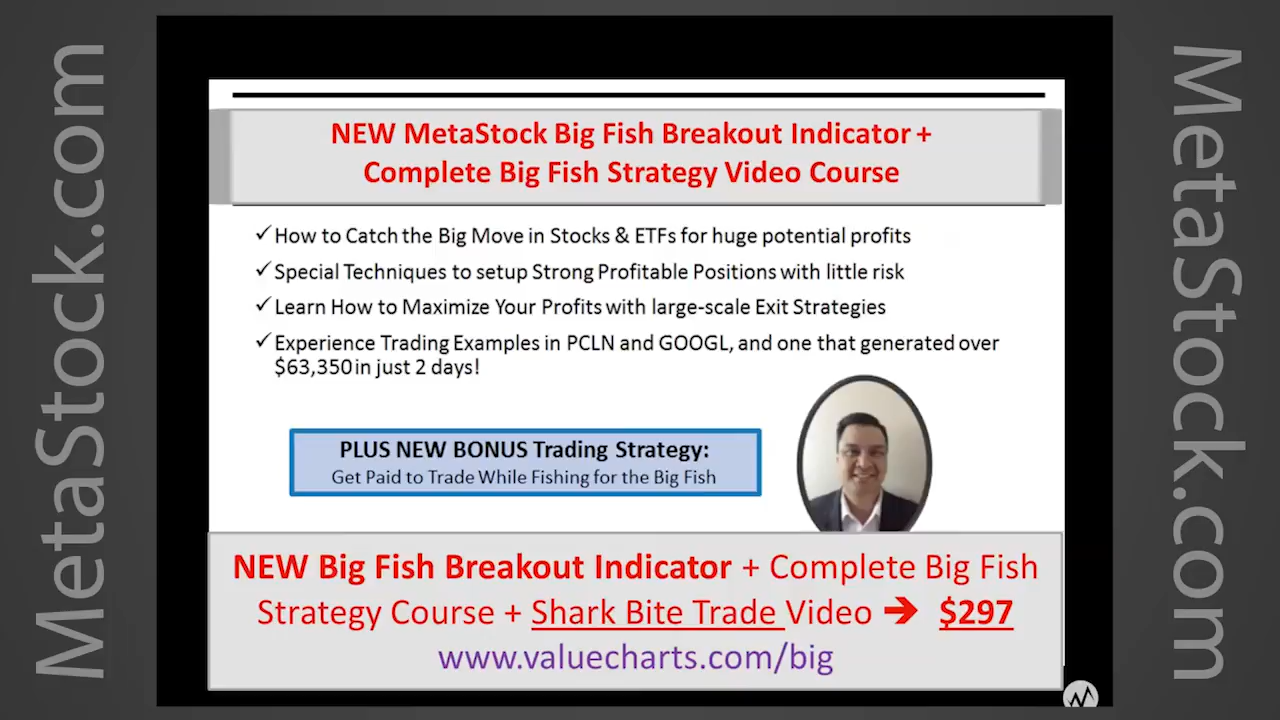 MetaStock.com
NEW MetaStock Big Fish Breakout Indicator +
Complete Big Fish Strategy Video Course
✓How to Catch the Big Move in Stocks & ETFs for huge potential profits
✓Special Techniques to setup Strong Profitable Positions with little risk
✓Learn How to Maximize Your Profits with large-scale Exit Strategies
✓Experience Trading Examples in PCLN and GOOGL, and one that generated over
$63,350 in just 2 days!
PLUS NEW BONUS Trading Strategy:
Get Paid to Trade While Fishing for the Big Fish
NEW Big Fish Breakout Indicator + Complete Big Fish
Strategy Course + Shark Bite Trade Video ➔ $297
www.valuecharts.com/big
MetaStock.com